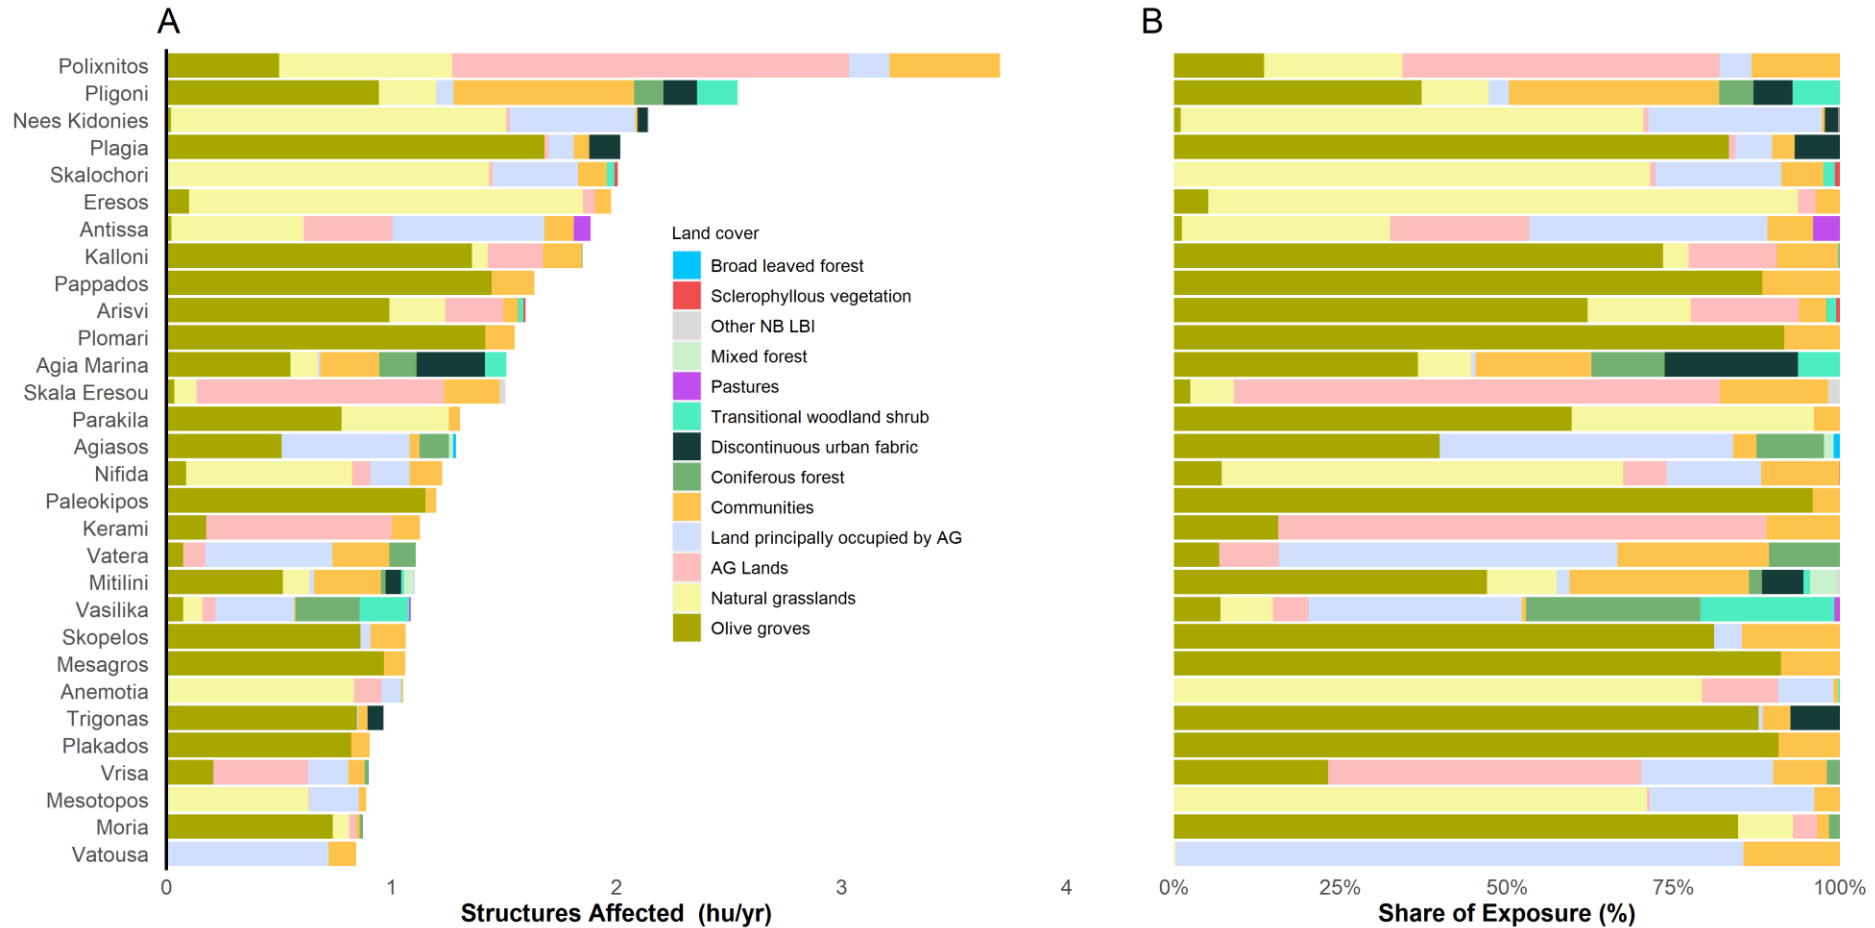 A
B
Polixnitos
Pligoni
Nees Kidonies
Plagia
Skalochori
Eresos
Antissa
Kalloni
Pappados
Arisvi
Plomari
Agia Marina
Skala Eresou
Parakila
Agiasos
Nifida
Paleokipos
Kerami
Vatera
Mitilini
Vasilika
Skopelos
Mesagros
Anemotia
Trigonas
Plakados
Vrisa
Mesotopos
Moria
Vatousa
Land cover
Broad leaved forest
Sclerophyllous vegetation
Other NB LBI
Mixed forest
Pastures
Transitional woodland shrub
Discontinuous urban fabric
Coniferous forest
Communities
Land principally occupied by AG
AG Lands
Natural grasslands
Olive groves
0 1 2 3 4
Structures Affected (hu/yr)
0% 25% 50% 75% 100%
Share of Exposure (%)